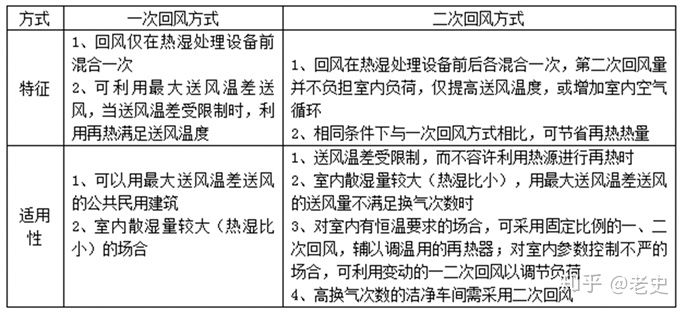 方式
一次回风方式
二次回风方式
特征
1、回风仅在热湿处理设备前
混合一次
2、可利用最大送风温差送
风，当送风温差受限制时，利
用再热满足送风温度
1、回风在热湿处理设备前后各混合一次，第二次回风量
并不负担室内负荷，仅提高送风温度，或增加室内空气
循环
2、相同条件下与一次回风方式相比，可节省再热热量
适用
性
1、可以用最大送风温差送风
的公共民用建筑
2、室内散湿量较大（热湿比
小）的场合
1、送风温差受限制，而不容许利用热源进行再热时
2、室内散湿量较大（热湿比小），用最大送风温差送风
的送风量不满足换气次数时
3、对室内有恒温要求的场合，可采用固定比例的一、二
次回风，辅以调温用的再热器；对室内参数控制不严的
场合，可利用变动的一二次回风以调节负荷
4、高换气次数的洁净车间需采用二次回风
知乎 @老史